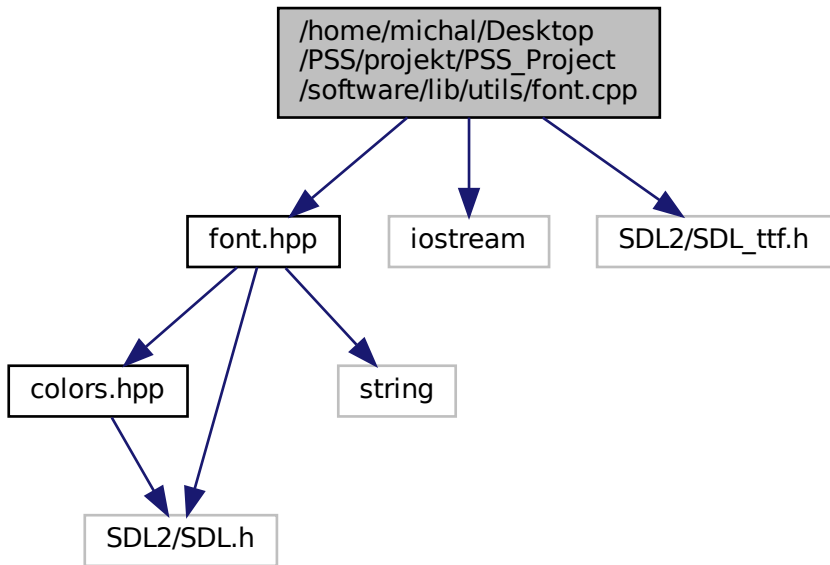 /home/michal/Desktop
/PSS/projekt/PSS_Project
/software/lib/utils/font.cpp
font.hpp
iostream
SDL2/SDL_ttf.h
colors.hpp
string
SDL2/SDL.h